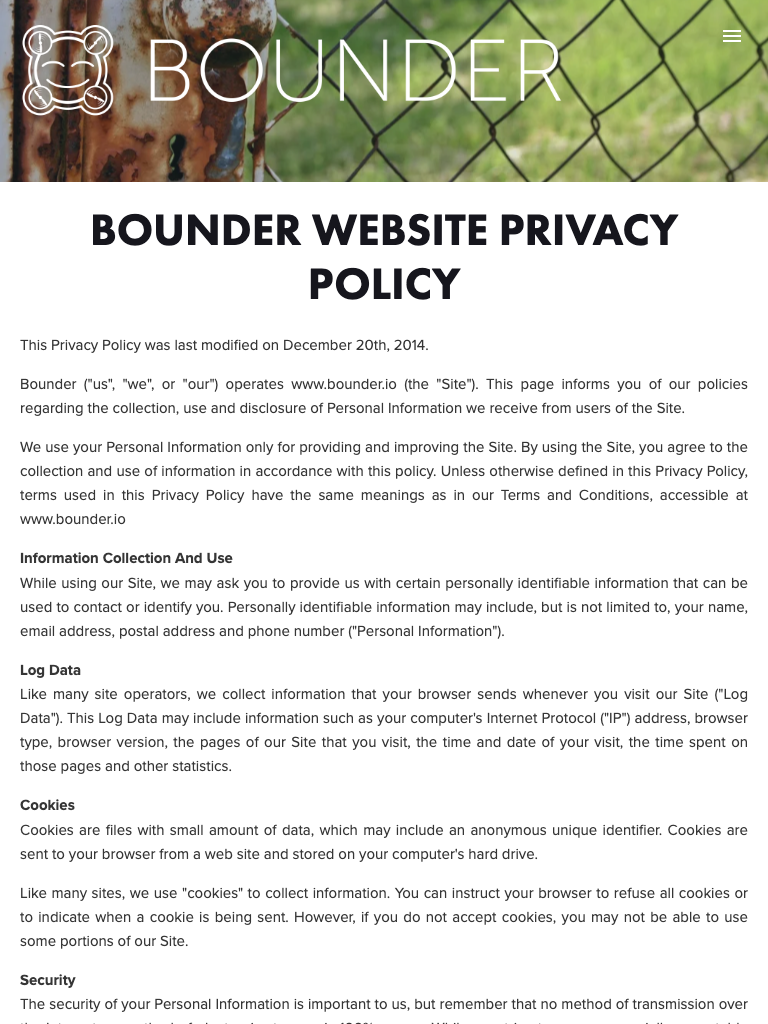 BOUNDER
BOUNDER WEBSITE PRIVACY
POLICY
This Privacy Policy was last modified on December 20th, 2014.
Bounder ("us", "we", or "our") operates www.bounder.io (the "Site"). This page informs you of our policies
regarding the collection, use and disclosure of Personal Information we receive from users of the Site.
We use your Personal Information only for providing and improving the Site. By using the Site, you agree to the
collection and use of information in accordance with this policy. Unless otherwise defined in this Privacy Policy,
terms used in this Privacy Policy have the same meanings as in our Terms and Conditions, accessible at
www.bounder.io
Information Collection And Use
While using our Site, we may ask you to provide us with certain personally identifiable information that can be
used to contact or identify you. Personally identifiable information may include, but is not limited to, your name,
email address, postal address and phone number ("Personal Information").
Log Data
Like many site operators, we collect information that your browser sends whenever you visit our Site ("Log
Data"). This Log Data may include information such as your computer's Internet Protocol ("IP") address, browser
type, browser version, the pages of our Site that you visit, the time and date of your visit, the time spent on
those pages and other statistics.
Cookies
Cookies are files with small amount of data, which may include an anonymous unique identifier. Cookies are
sent to your browser from a web site and stored on your computer's hard drive.
Like many sites, we use "cookies" to collect information. You can instruct your browser to refuse all cookies or
to indicate when a cookie is being sent. However, if you do not accept cookies, you may not be able to use
some portions of our Site.
Security
The security of your Personal Information is important to us, but remember that no method of transmission over